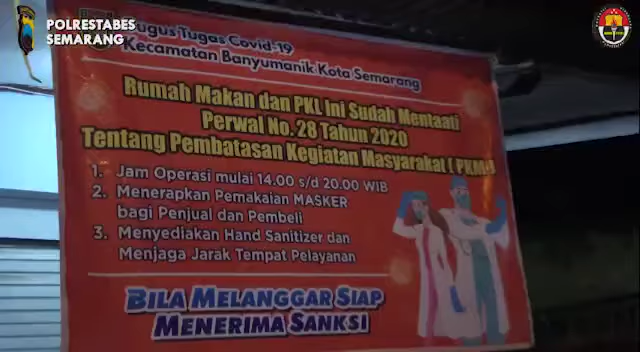 POLRESTABES
SEMARANG
Gugus Tugas Covid-19
Kecamatan Banyumanik Kota Semarang
Rumah Makan dan PKL Ini Sudah Mentaati
Perwal No. 28 Tahun 2020
Tentang Pembatasan Kegiatan Masyarakat ( PKM )
1. Jam Operasi mulai 14.00 s/d 20.00 WIB
2. Menerapkan Pemakaian MASKER
bagi Penjual dan Pembeli
3. Menyediakan Hand Sanitizer dan
Menjaga Jarak Tempat Pelayanan
BILA MELANGGAR SIAP
MENERIMA SANKSI